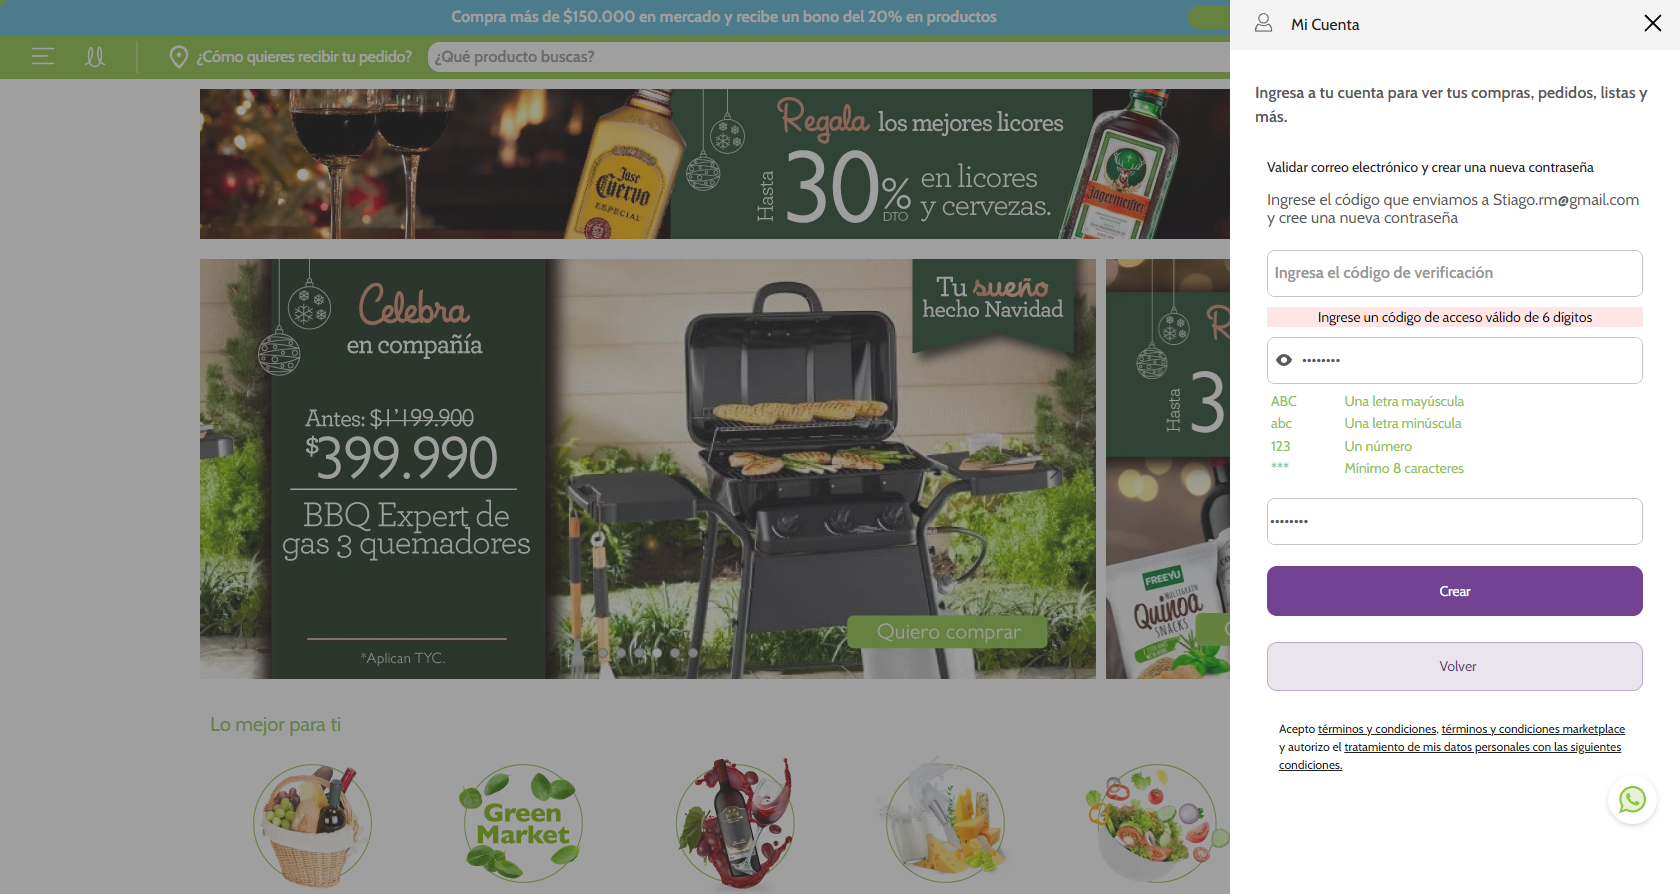 Compra más de $150.000 en mercado y recibe un bono del 20% en productos
¿Cómo quieres recibir tu pedido?
¿Qué producto buscas?
Regala los mejores licores
Hasta 30% DTO en licores y cervezas.
Jose Cuervo
ESPECIAL
Jägermeister
Celebra
en compañía
Antes: $1'199.900
$399.990
BBQ Expert de
gas 3 quemadores
*Aplican TYC.
Tu sueño
hecho Navidad
Quiero comprar
R
Hasta 3
FREEYU
MULTIGRAIN
Quinoa
SNACKS
Lo mejor para ti
Green
Market
Mi Cuenta
Ingresa a tu cuenta para ver tus compras, pedidos, listas y
más.
Validar correo electrónico y crear una nueva contraseña
Ingrese el código que enviamos a Stiago.rm@gmail.com
y cree una nueva contraseña
Ingresa el código de verificación
Ingrese un código de acceso válido de 6 dígitos
••••••••
ABC Una letra mayúscula
abc Una letra minúscula
123 Un número
*** Mínimo 8 caracteres
••••••••
Crear
Volver
Acepto términos y condiciones, términos y condiciones marketplace
y autorizo el tratamiento de mis datos personales con las siguientes
condiciones.